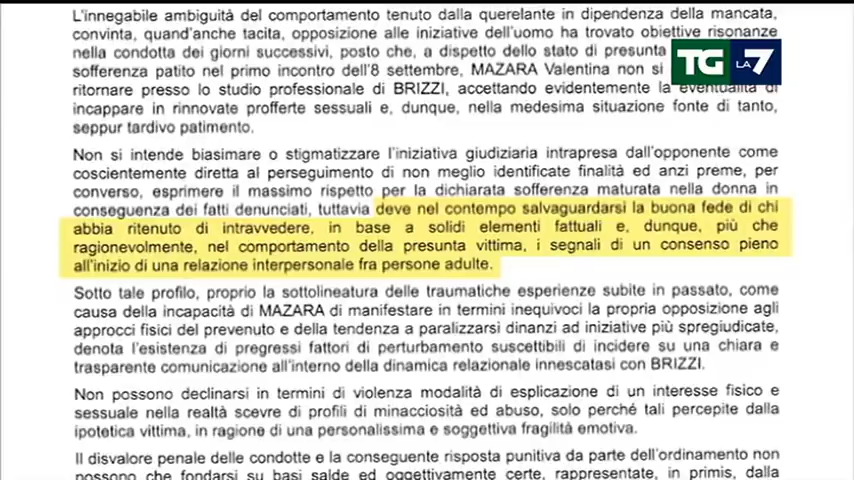 L'innegabile ambiguità del comportamento tenuto dalla querelante in dipendenza della mancata,
convinta, quand'anche tacita, opposizione alle iniziative dell'uomo ha trovato obiettive risonanze
nella condotta dei giorni successivi, posto che, a dispetto dello stato di presunta
sofferenza patito nel primo incontro dell'8 settembre, MAZARA Valentina non si
ritornare presso lo studio professionale di BRIZZI, accettando evidentemente la eventualità di
incappare in rinnovate profferte sessuali e, dunque, nella medesima situazione fonte di tanto,
seppur tardivo patimento.
TG LA7
Non si intende biasimare o stigmatizzare l'iniziativa giudiziaria intrapresa dall'opponente come
coscientemente diretta al perseguimento di non meglio identificate finalità ed anzi preme, per
converso, esprimere il massimo rispetto per la dichiarata sofferenza maturata nella donna in
conseguenza dei fatti denunciati, tuttavia deve nel contempo salvaguardarsi la buona fede di chi
abbia ritenuto di intravvedere, in base a solidi elementi fattuali e, dunque, più che
ragionevolmente, nel comportamento della presunta vittima, i segnali di un consenso pieno
all'inizio di una relazione interpersonale fra persone adulte.
Sotto tale profilo, proprio la sottolineatura delle traumatiche esperienze subite in passato, come
causa della incapacità di MAZARA di manifestare in termini inequivoci la propria opposizione agli
approcci fisici del prevenuto e della tendenza a paralizzarsi dinanzi ad iniziative più spregiudicate,
denota l'esistenza di pregressi fattori di perturbamento suscettibili di incidere su una chiara e
trasparente comunicazione all'interno della dinamica relazionale innescatasi con BRIZZI.
Non possono declinarsi in termini di violenza modalità di esplicazione di un interesse fisico e
sessuale nella realtà scevre di profili di minacciosità ed abuso, solo perché tali percepite dalla
ipotetica vittima, in ragione di una personalissima e soggettiva fragilità emotiva.
Il disvalore penale delle condotte e la conseguente risposta punitiva da parte dell'ordinamento non
possono che fondarsi su basi salde ed oggettivamente certe, rappresentate, in primis, dalla